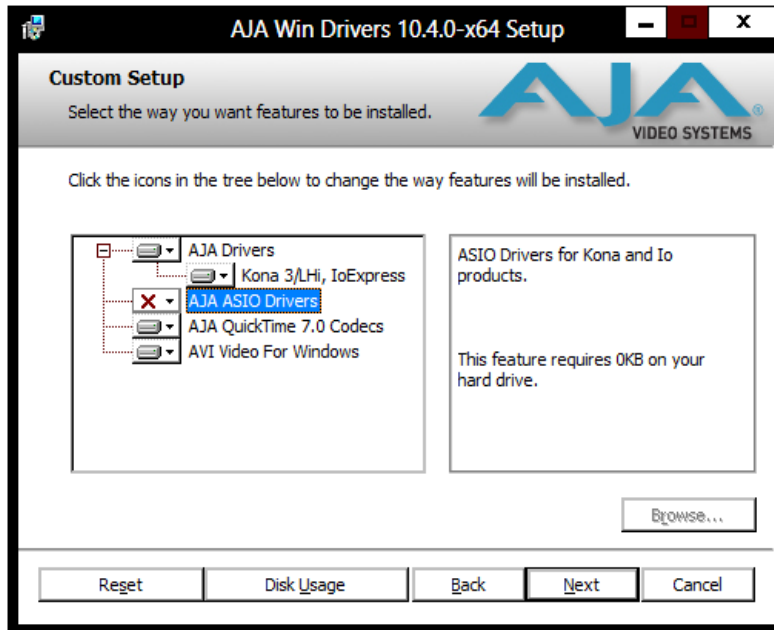 AJA Win Drivers 10.4.0-x64 Setup
Custom Setup
Select the way you want features to be installed.
AJA
®
VIDEO SYSTEMS
Click the icons in the tree below to change the way features will be installed.
AJA Drivers
Kona 3/LHi, IoExpress
AJA ASIO Drivers
AJA QuickTime 7.0 Codecs
AVI Video For Windows
ASIO Drivers for Kona and Io
products.
This feature requires 0KB on your
hard drive.
Browse...
Reset
Disk Usage
Back
Next
Cancel